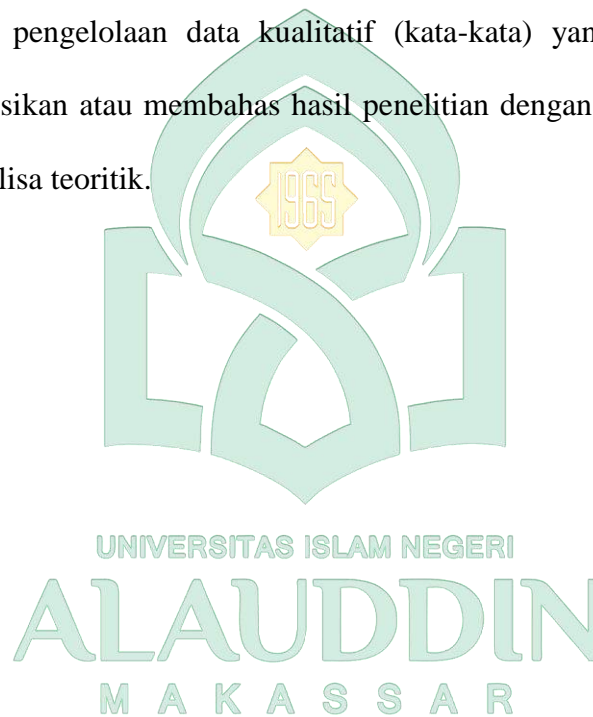 pengelolaan data kualitatif (kata-kata) yan
sikan atau membahas hasil penelitian dengan
lisa teoritik.
1965
UNIVERSITAS ISLAM NEGERI
ALAUDDIN
MAKASSAR